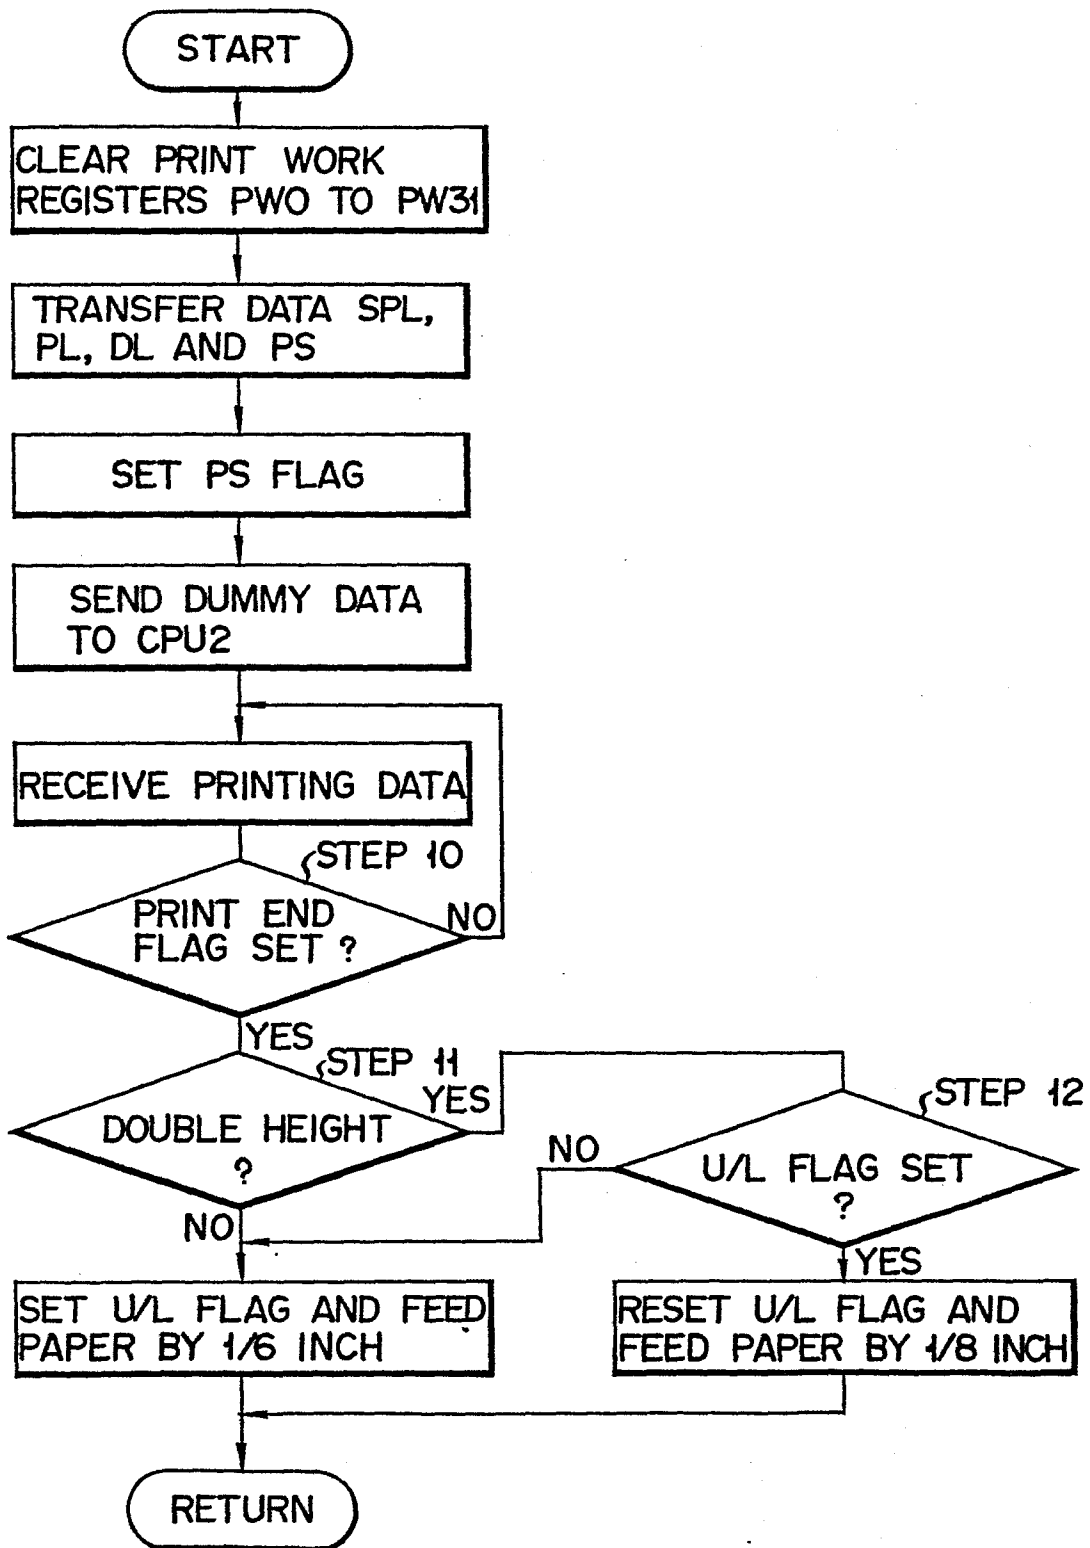 START
CLEAR PRINT WORK
REGISTERS PW0 TO PW31
TRANSFER DATA SPL,
PL, DL AND PS
SET PS FLAG
SEND DUMMY DATA
TO CPU2
RECEIVE PRINTING DATA
STEP 10
PRINT END
FLAG SET ?
NO
YES
STEP 11
DOUBLE HEIGHT
?
YES
NO
STEP 12
U/L FLAG SET
?
NO
YES
SET U/L FLAG AND FEED
PAPER BY 1/6 INCH
RESET U/L FLAG AND
FEED PAPER BY 1/8 INCH
RETURN